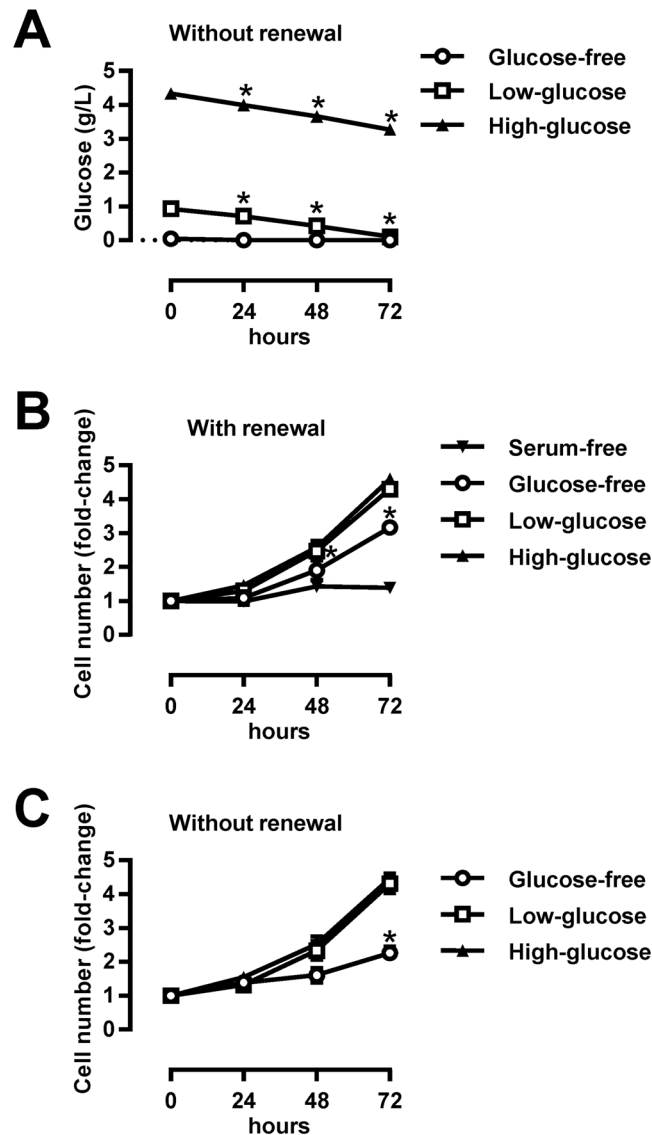 A
Without renewal
Glucose (g/L)
5
4
3
2
1
0
* * *
* * *
0 24 48 72
hours
Glucose-free
Low-glucose
High-glucose
B
With renewal
Cell number (fold-change)
5
4
3
2
1
0
*
*
0 24 48 72
hours
Serum-free
Glucose-free
Low-glucose
High-glucose
C
Without renewal
Cell number (fold-change)
5
4
3
2
1
0
*
0 24 48 72
hours
Glucose-free
Low-glucose
High-glucose